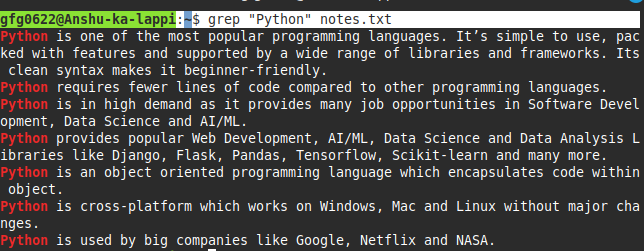 gfg0622@Anshu-ka-lappi:~$ grep "Python" notes.txt
Python is one of the most popular programming languages. It’s simple to use, pac
ked with features and supported by a wide range of libraries and frameworks. Its
 clean syntax makes it beginner-friendly.
Python requires fewer lines of code compared to other programming languages.
Python is in high demand as it provides many job opportunities in Software Devel
opment, Data Science and AI/ML.
Python provides popular Web Development, AI/ML, Data Science and Data Analysis L
ibraries like Django, Flask, Pandas, Tensorflow, Scikit-learn and many more.
Python is an object oriented programming language which encapsulates code within
 object.
Python is cross-platform which works on Windows, Mac and Linux without major cha
nges.
Python is used by big companies like Google, Netflix and NASA.